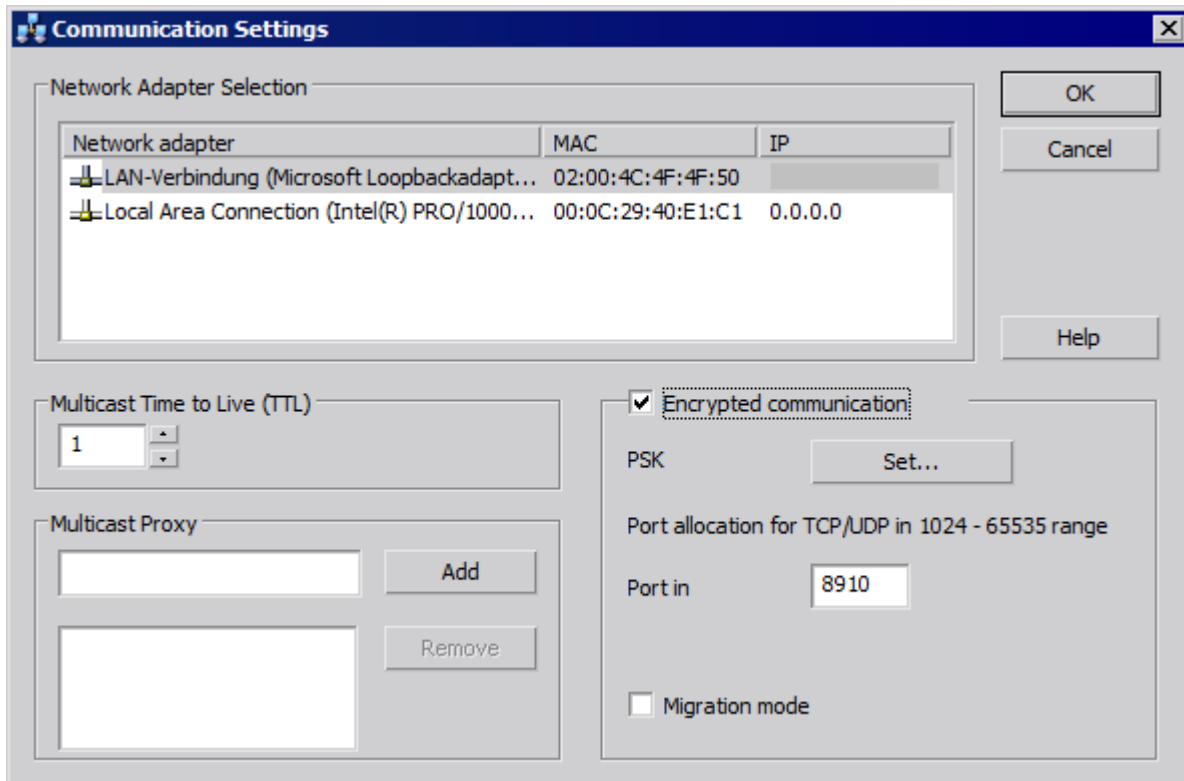 Communication Settings
Network Adapter Selection
Network adapter MAC IP
LAN-Verbindung (Microsoft Loopbackadapt... 02:00:4C:4F:4F:50
Local Area Connection (Intel(R) PRO/1000... 00:0C:29:40:E1:C1 0.0.0.0
OK
Cancel
Help
Multicast Time to Live (TTL)
1
Multicast Proxy
Add
Remove
Encrypted communication
PSK Set...
Port allocation for TCP/UDP in 1024 - 65535 range
Port in 8910
Migration mode